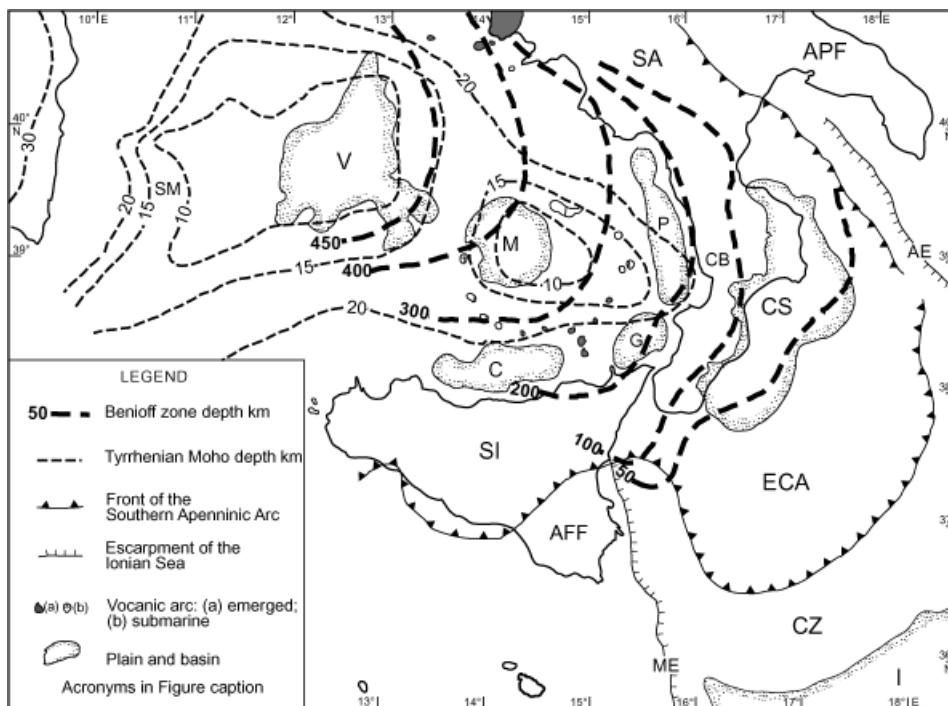 10°E 11° 12° 13° 14° 15° 16° 17° 18°E
SA
APF
20
30
40
N
40
N
V
15
P
SM
20
15
10
39°
450
M
CB
39
AE
400
10
CS
15
300
20
G
C
200
38
38
LEGEND
50 Benioff zone depth km
SI
100
50
ECA
Tyrrhenian Moho depth km
Front of the
Southern Apenninic Arc
AFF
37
37
Escarpment of the
Ionian Sea
(a) (b) Vocanic arc: (a) emerged;
(b) submarine
CZ
ME
36
N
Plain and basin
I
Acronyms in Figure caption
13° 14° 15° 16° 17° 18°E